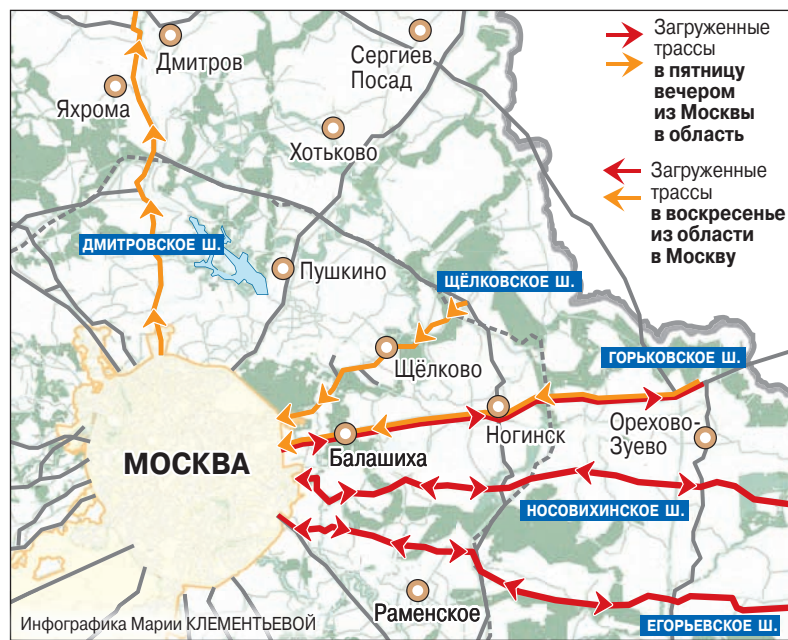 Загруженные
трассы
в пятницу
вечером
из Москвы
в область
Загруженные
трассы
в воскресенье
из области
в Москву
Дмитров
Сергиев
Посад
Яхрома
Хотьково
ДМИТРОВСКОЕ Ш.
Пушкино
ЩЁЛКОВСКОЕ Ш.
Щёлково
ГОРЬКОВСКОЕ Ш.
Ногинск
Орехово-
Зуево
Балашиха
МОСКВА
НОСОВИХИНСКОЕ Ш.
Раменское
ЕГОРЬЕВСКОЕ Ш.
Инфографика Марии КЛЕМЕНТЬЕВОЙ